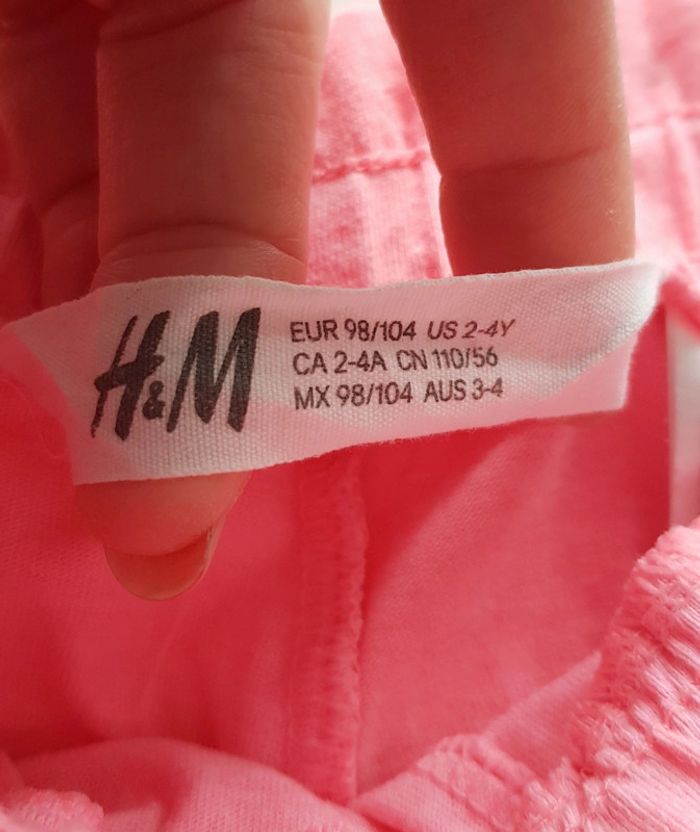 H&M
EUR 98/104 US 2-4Y
CA 2-4A CN 110/56
MX 98/104 AUS 3-4